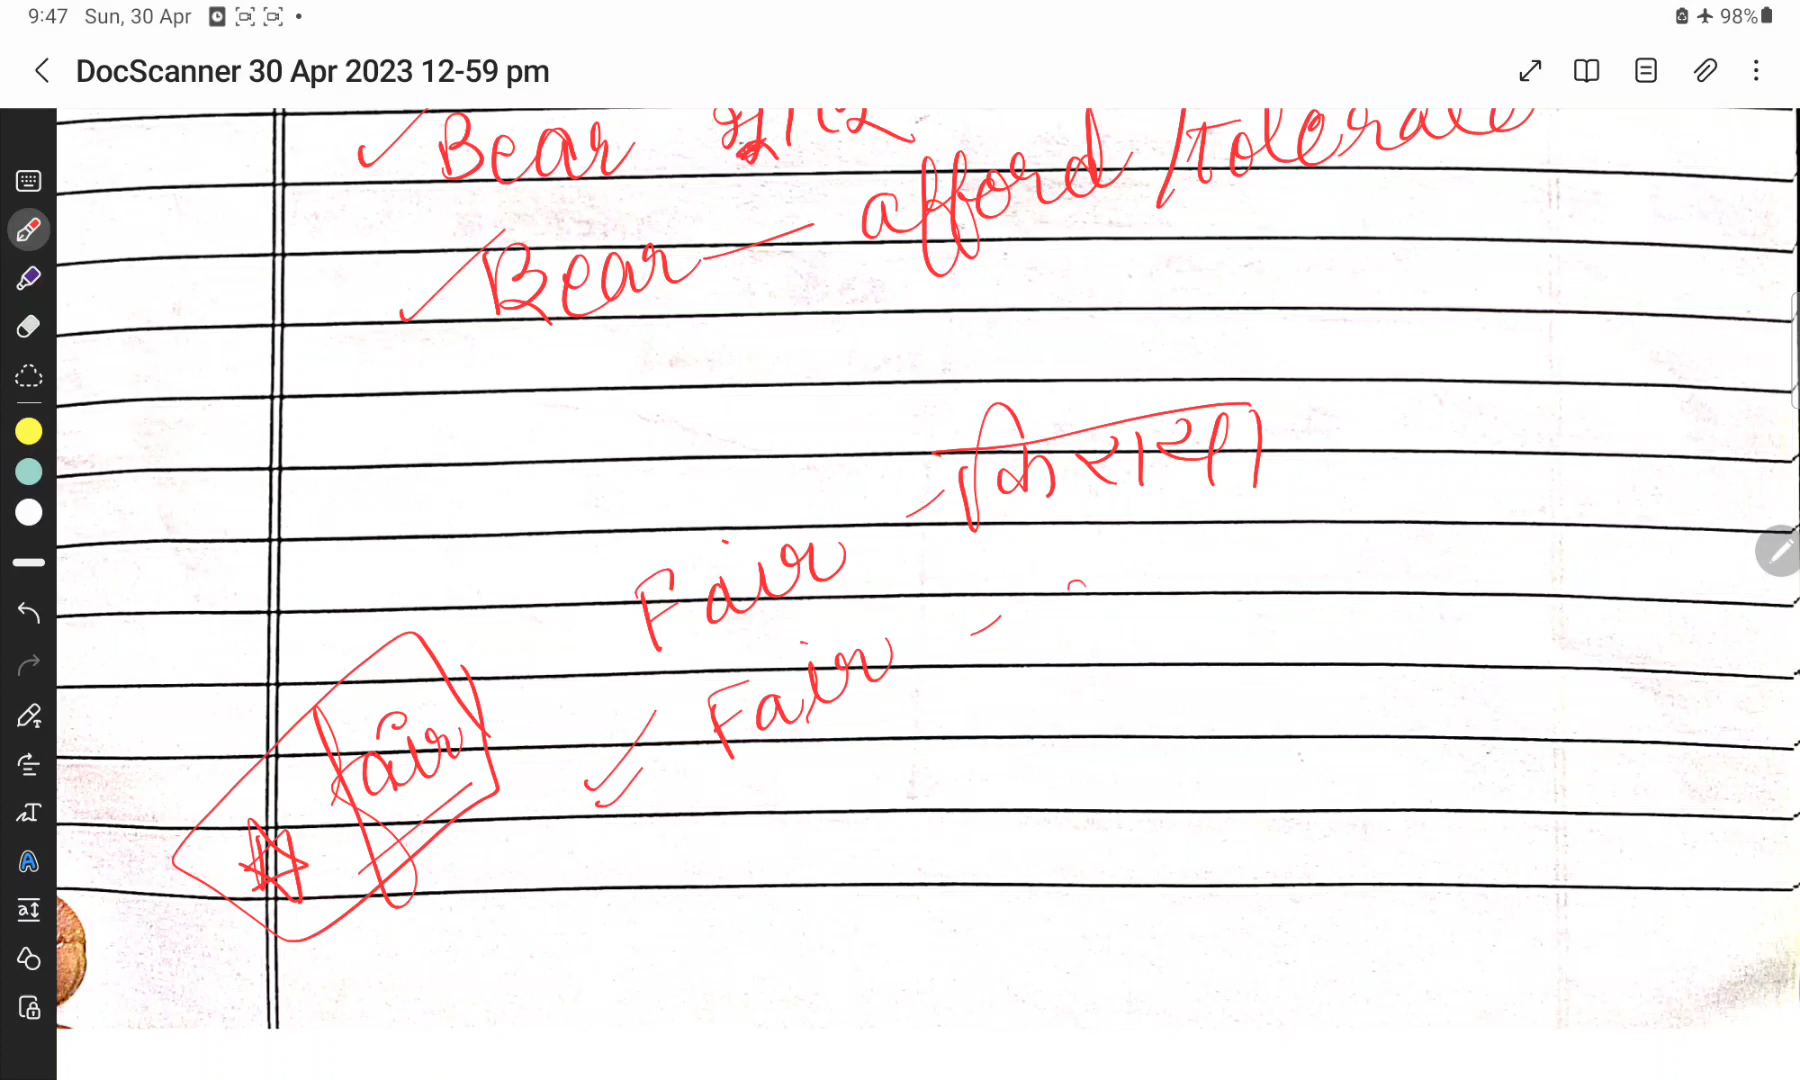 9:47 Sun, 30 Apr
98%
DocScanner 30 Apr 2023 12-59 pm
Bear
afford/tolerate
Bear —
- किराया
Fair
Fair -
fair